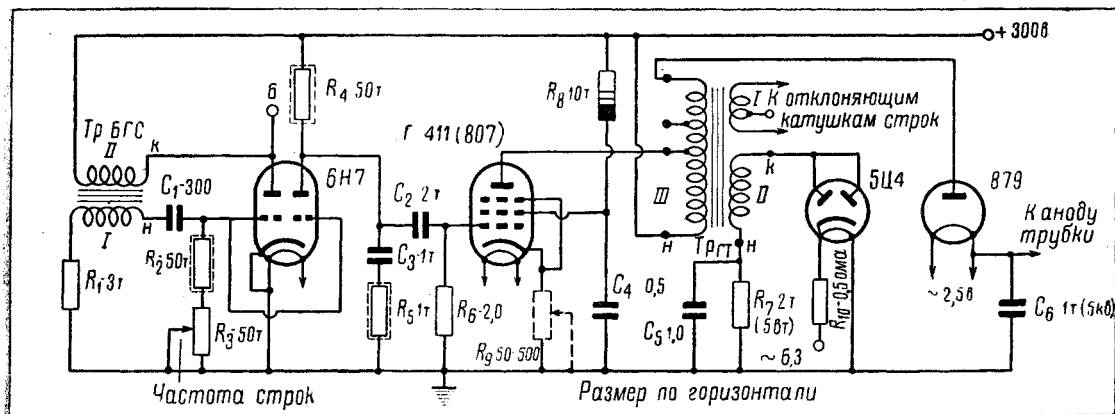 + 300в
б
R4 50т
R8 10т
I К отклоняющим
катушкам строк
Тр БГС
II
к
Г 411 (807)
C1-300
6Н7
C2 2т
III
II
к
5Ц4
879
К аноду
трубки
I
н
R2-50т
C3-1т
н
ТрГТ
н
R1-3т
R3-50т
R5 1т
R6-2,0
C4 0,5
C5 1,0
R7 2т
(5вт)
R10-0,5ома
~2,5в
C6 1т (5кв)
R9 50-500
~ 6,3
Частота строк
Размер по горизонтали